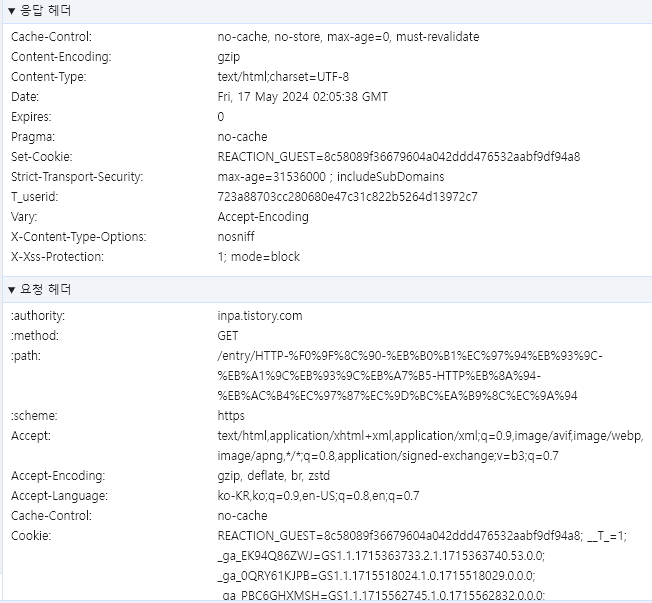 ▼ 응답 헤더
Cache-Control: no-cache, no-store, max-age=0, must-revalidate
Content-Encoding: gzip
Content-Type: text/html;charset=UTF-8
Date: Fri, 17 May 2024 02:05:38 GMT
Expires: 0
Pragma: no-cache
Set-Cookie: REACTION_GUEST=8c58089f36679604a042ddd476532aabf9df94a8
Strict-Transport-Security: max-age=31536000 ; includeSubDomains
T_userid: 723a88703cc280680e47c31c822b5264d13972c7
Vary: Accept-Encoding
X-Content-Type-Options: nosniff
X-Xss-Protection: 1; mode=block
▼ 요청 헤더
:authority: inpa.tistory.com
:method: GET
:path: /entry/HTTP-%F0%9F%8C%90-%EB%B0%B1%EC%97%94%EB%93%9C-
%EB%A1%9C%EB%93%9C%EB%A7%B5-HTTP%EB%8A%94-
%EB%AC%B4%EC%97%87%EC%9D%BC%EA%B9%8C%EC%9A%94
:scheme: https
Accept: text/html,application/xhtml+xml,application/xml;q=0.9,image/avif,image/webp,
image/apng,*/*;q=0.8,application/signed-exchange;v=b3;q=0.7
Accept-Encoding: gzip, deflate, br, zstd
Accept-Language: ko-KR,ko;q=0.9,en-US;q=0.8,en;q=0.7
Cache-Control: no-cache
Cookie: REACTION_GUEST=8c58089f36679604a042ddd476532aabf9df94a8; __T_=1;
_ga_EK94Q86ZWJ=GS1.1.1715363733.2.1.1715363740.53.0.0;
_ga_0QRY61KJPB=GS1.1.1715518024.1.0.1715518029.0.0.0;
_ga_PBC6GHXMSH=GS1.1.1715562745.1.0.1715562832.0.0.0;